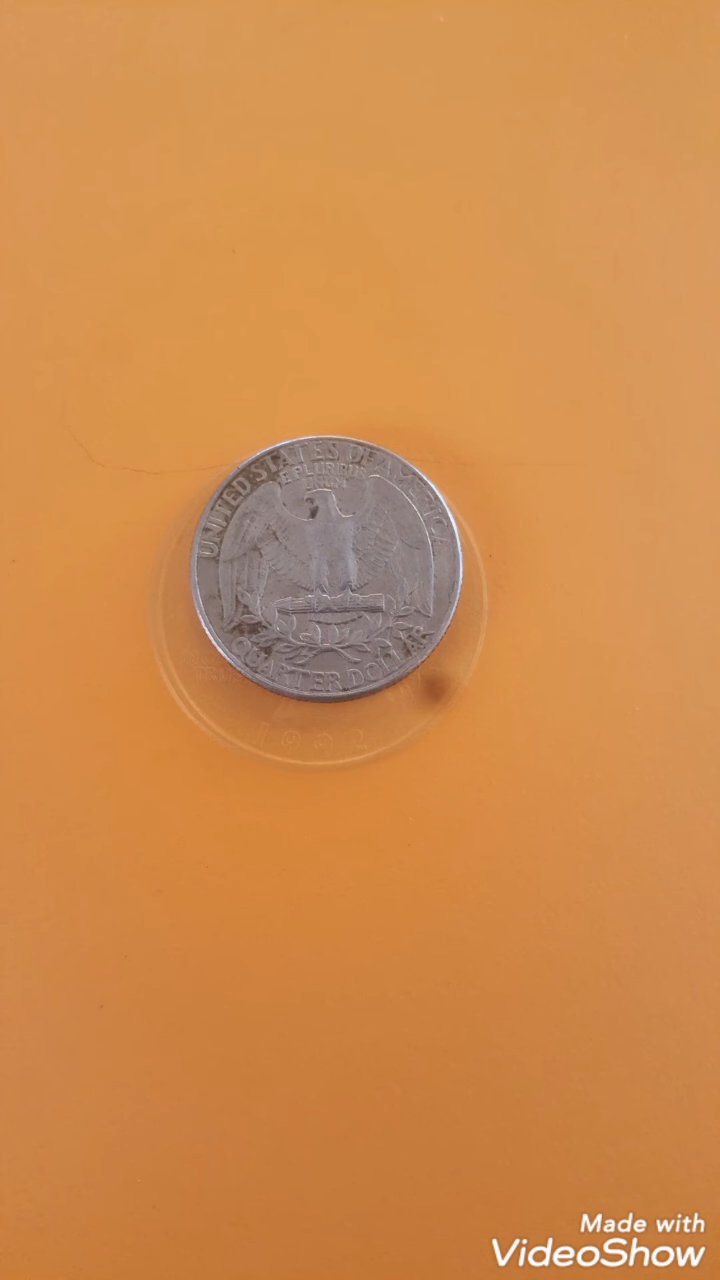 UNITED STATES OF AMERICA
E PLURIBUS
UNUM
QUARTER DOLLAR
Made with
VideoShow